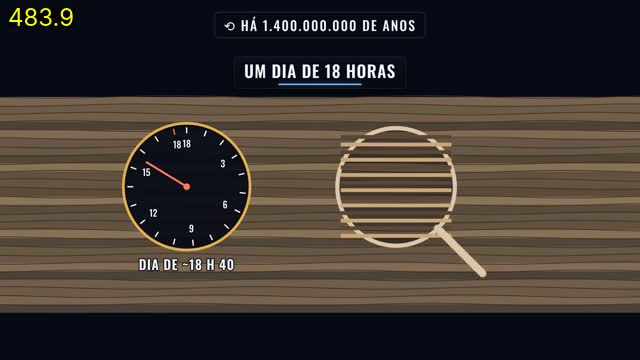 483.9
⟲ HÁ 1.400.000.000 DE ANOS
UM DIA DE 18 HORAS
18 18
3
15
6
12
9
DIA DE ~18 H 40